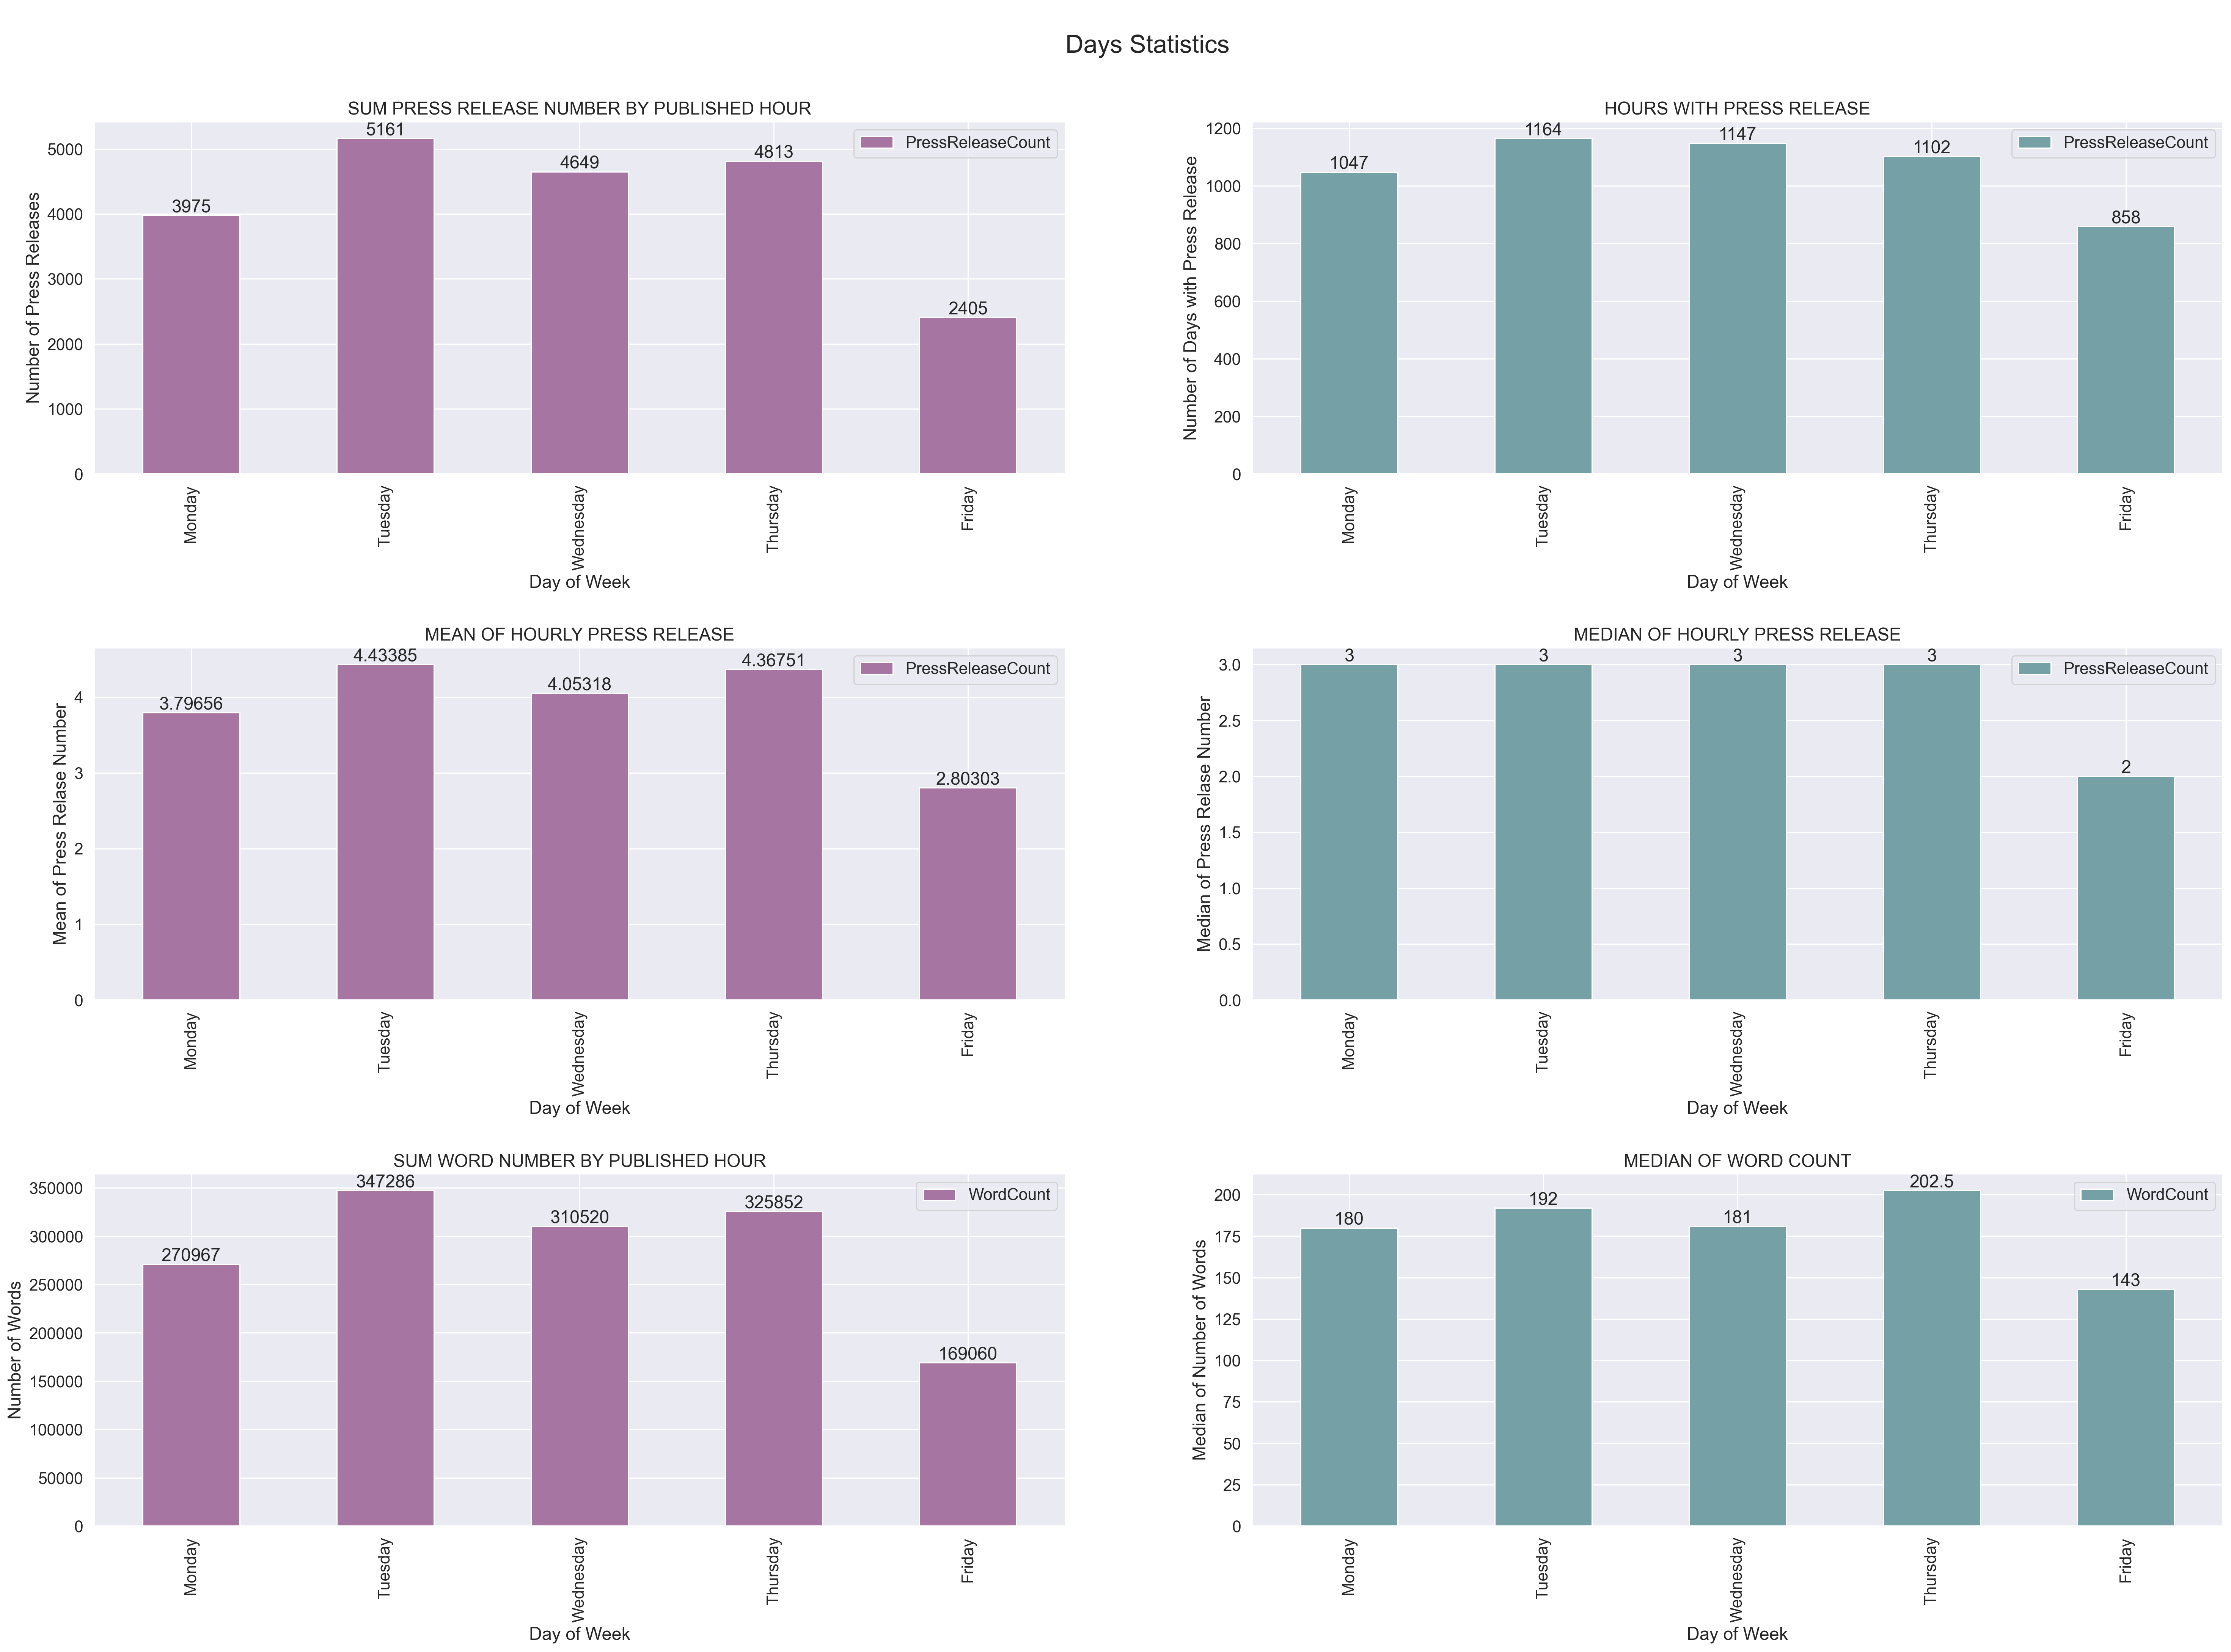 Days Statistics
SUM PRESS RELEASE NUMBER BY PUBLISHED HOUR
PressReleaseCount
Number of Press Releases
5000
4000
3000
2000
1000
0
3975
5161
4649
4813
2405
Monday
Tuesday
Wednesday
Thursday
Friday
Day of Week
HOURS WITH PRESS RELEASE
PressReleaseCount
Number of Days with Press Release
1200
1000
800
600
400
200
0
1047
1164
1147
1102
858
Monday
Tuesday
Wednesday
Thursday
Friday
Day of Week
MEAN OF HOURLY PRESS RELEASE
PressReleaseCount
Mean of Press Relase Number
4
3
2
1
0
3.79656
4.43385
4.05318
4.36751
2.80303
Monday
Tuesday
Wednesday
Thursday
Friday
Day of Week
MEDIAN OF HOURLY PRESS RELEASE
PressReleaseCount
Median of Press Relase Number
3.0
2.5
2.0
1.5
1.0
0.5
0.0
3
3
3
3
2
Monday
Tuesday
Wednesday
Thursday
Friday
Day of Week
SUM WORD NUMBER BY PUBLISHED HOUR
WordCount
Number of Words
350000
300000
250000
200000
150000
100000
50000
0
270967
347286
310520
325852
169060
Monday
Tuesday
Wednesday
Thursday
Friday
Day of Week
MEDIAN OF WORD COUNT
WordCount
Median of Number of Words
200
175
150
125
100
75
50
25
0
180
192
181
202.5
143
Monday
Tuesday
Wednesday
Thursday
Friday
Day of Week